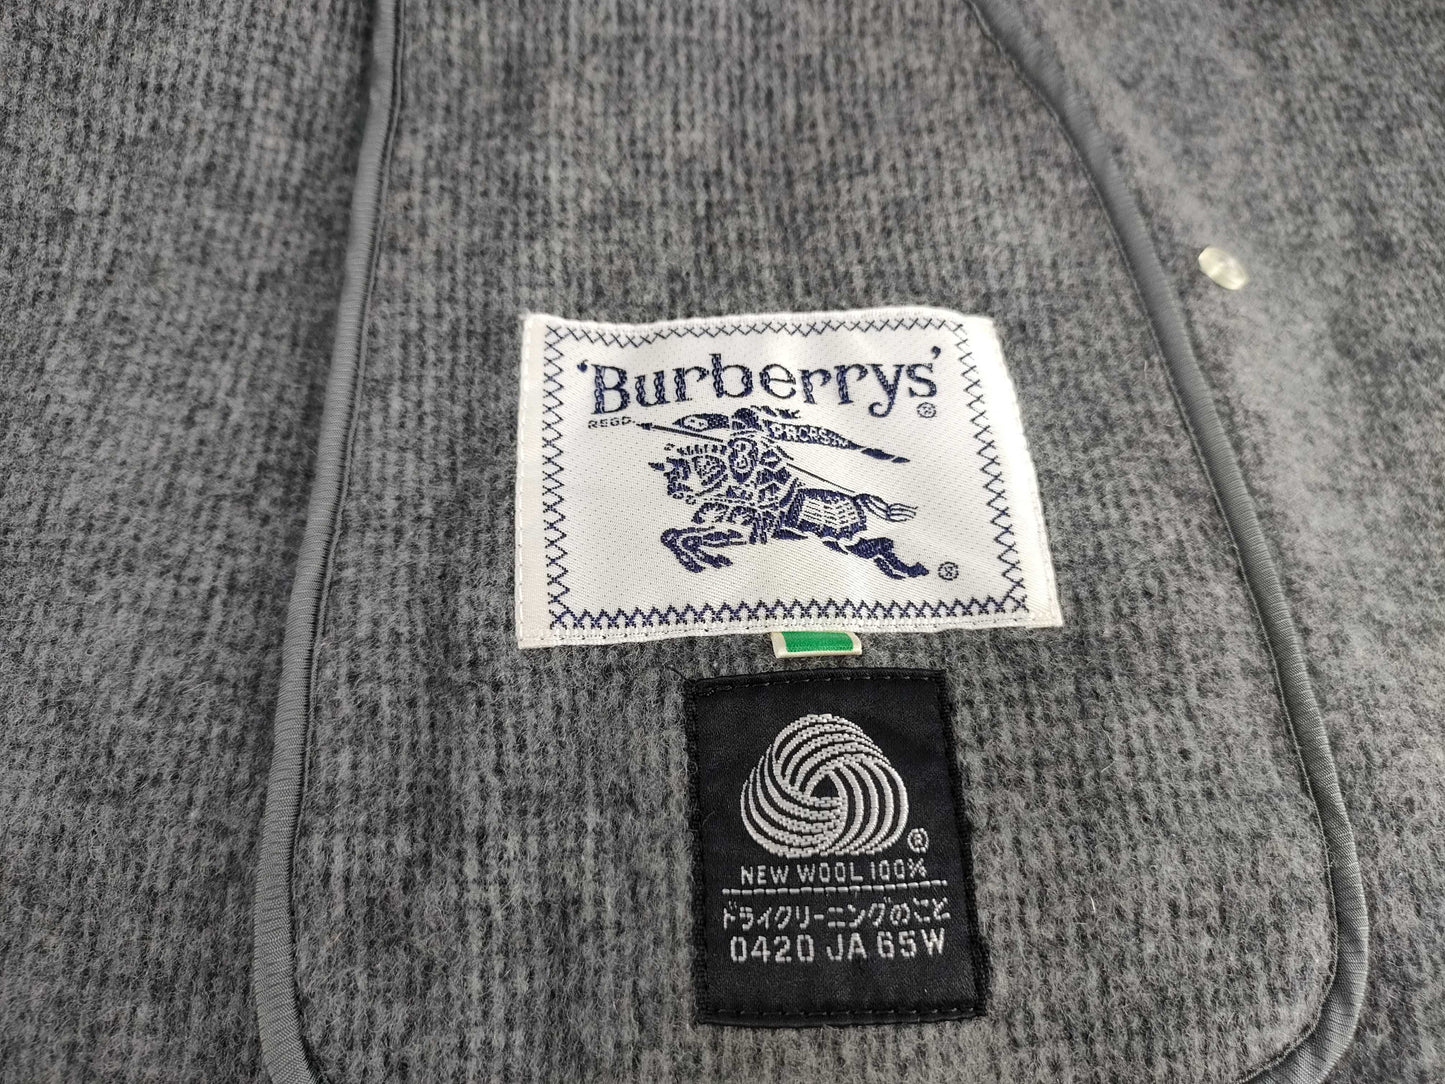 'Burberrys'
REGD.
®
PRORSUM
®
®
NEW WOOL 100%
ドライクリーニングのこと
0420 JA 65W